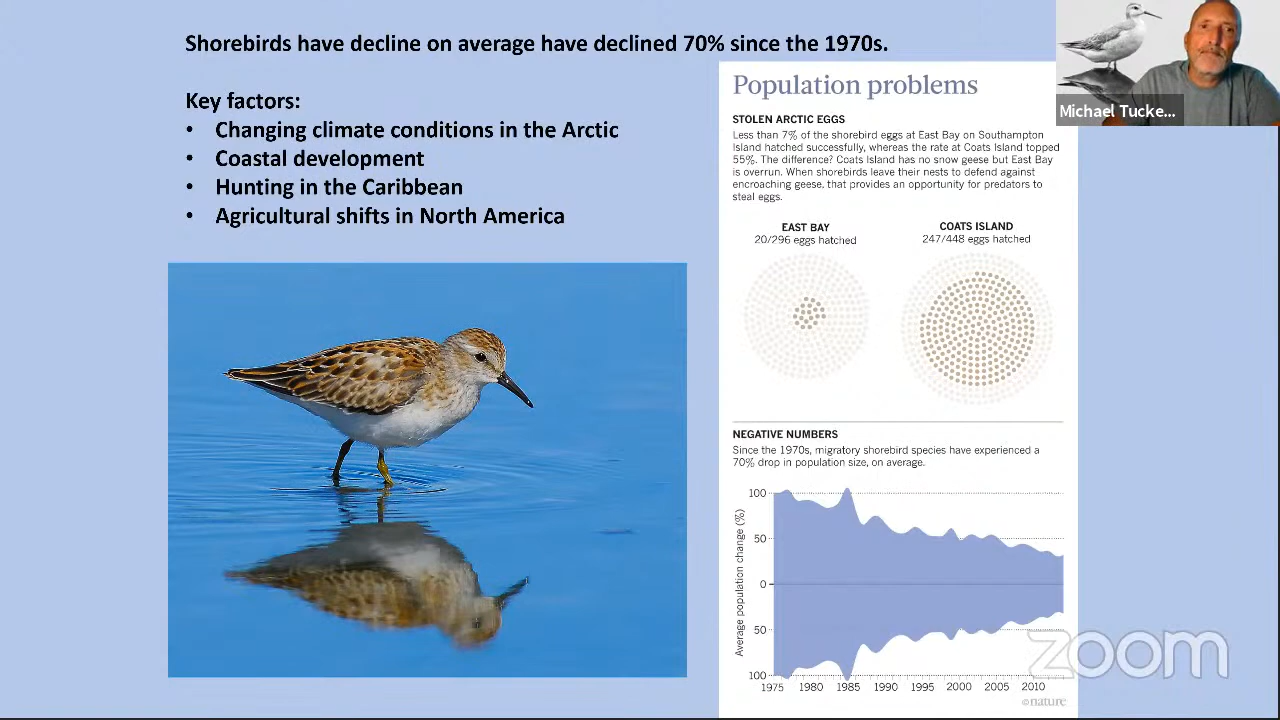 Shorebirds have decline on average have declined 70% since the 1970s.
Key factors:
• Changing climate conditions in the Arctic
• Coastal development
• Hunting in the Caribbean
• Agricultural shifts in North America
Michael Tucke...
Population problems
STOLEN ARCTIC EGGS
Less than 7% of the shorebird eggs at East Bay on Southampton
Island hatched successfully, whereas the rate at Coats Island topped
55%. The difference? Coats Island has no snow geese but East Bay
is overrun. When shorebirds leave their nests to defend against
encroaching geese, that provides an opportunity for predators to
steal eggs.
EAST BAY
20/296 eggs hatched
COATS ISLAND
247/448 eggs hatched
NEGATIVE NUMBERS
Since the 1970s, migratory shorebird species have experienced a
70% drop in population size, on average.
Average population change (%)
100
50
0
50
100
1975 1980 1985 1990 1995 2000 2005 2010
©nature
zoom